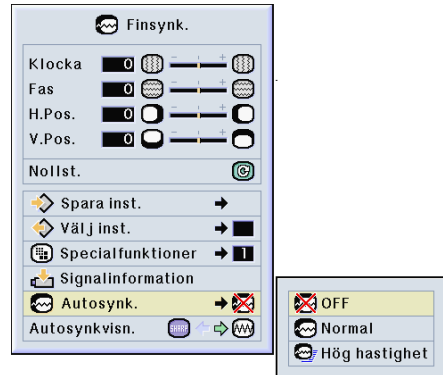 Finsynk.
Klocka 0
Fas 0
H.Pos. 0
V.Pos. 0
Nollst.
Spara inst.
Välj inst.
Specialfunktioner 1
Signalinformation
Autosynk.
Autosynkvisn. SHARP
OFF
Normal
Hög hastighet